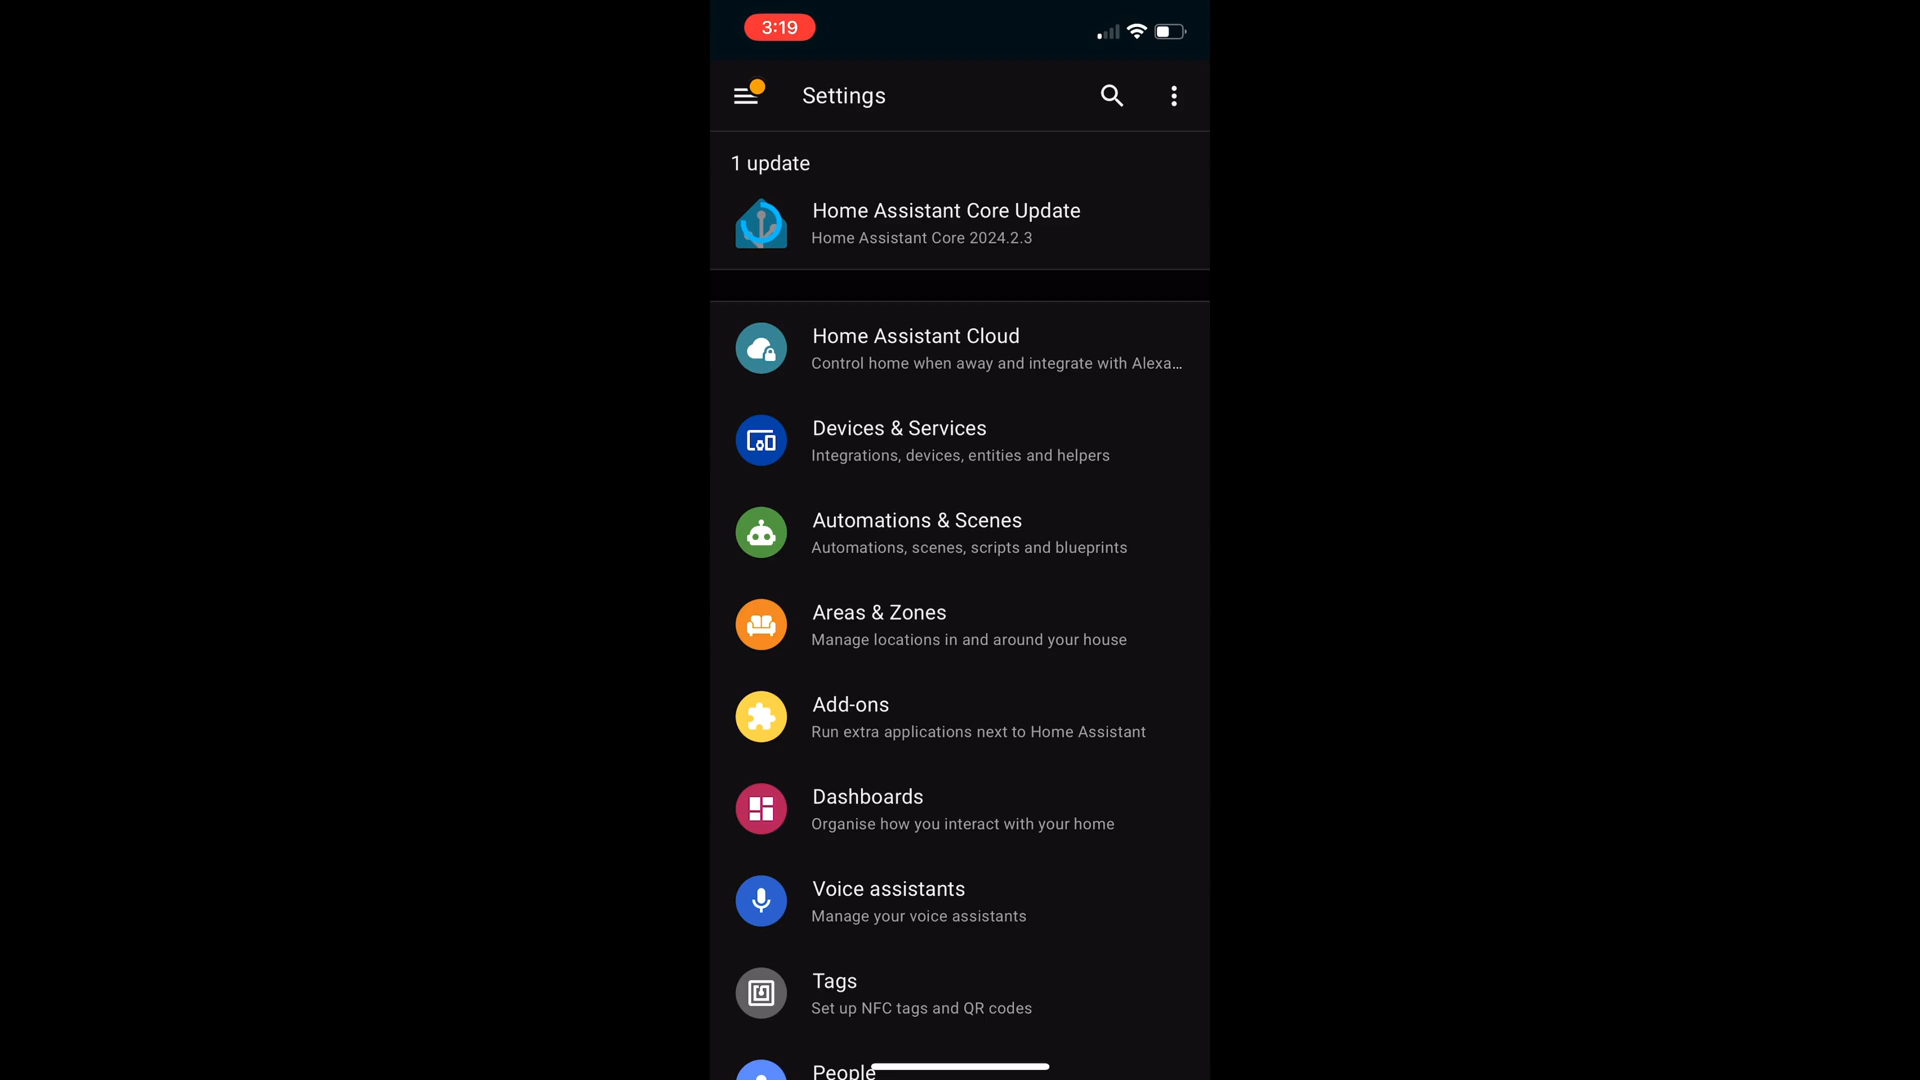 3:19
Settings
1 update
Home Assistant Core Update
Home Assistant Core 2024.2.3
Home Assistant Cloud
Control home when away and integrate with Alexa...
Devices & Services
Integrations, devices, entities and helpers
Automations & Scenes
Automations, scenes, scripts and blueprints
Areas & Zones
Manage locations in and around your house
Add-ons
Run extra applications next to Home Assistant
Dashboards
Organise how you interact with your home
Voice assistants
Manage your voice assistants
Tags
Set up NFC tags and QR codes
People